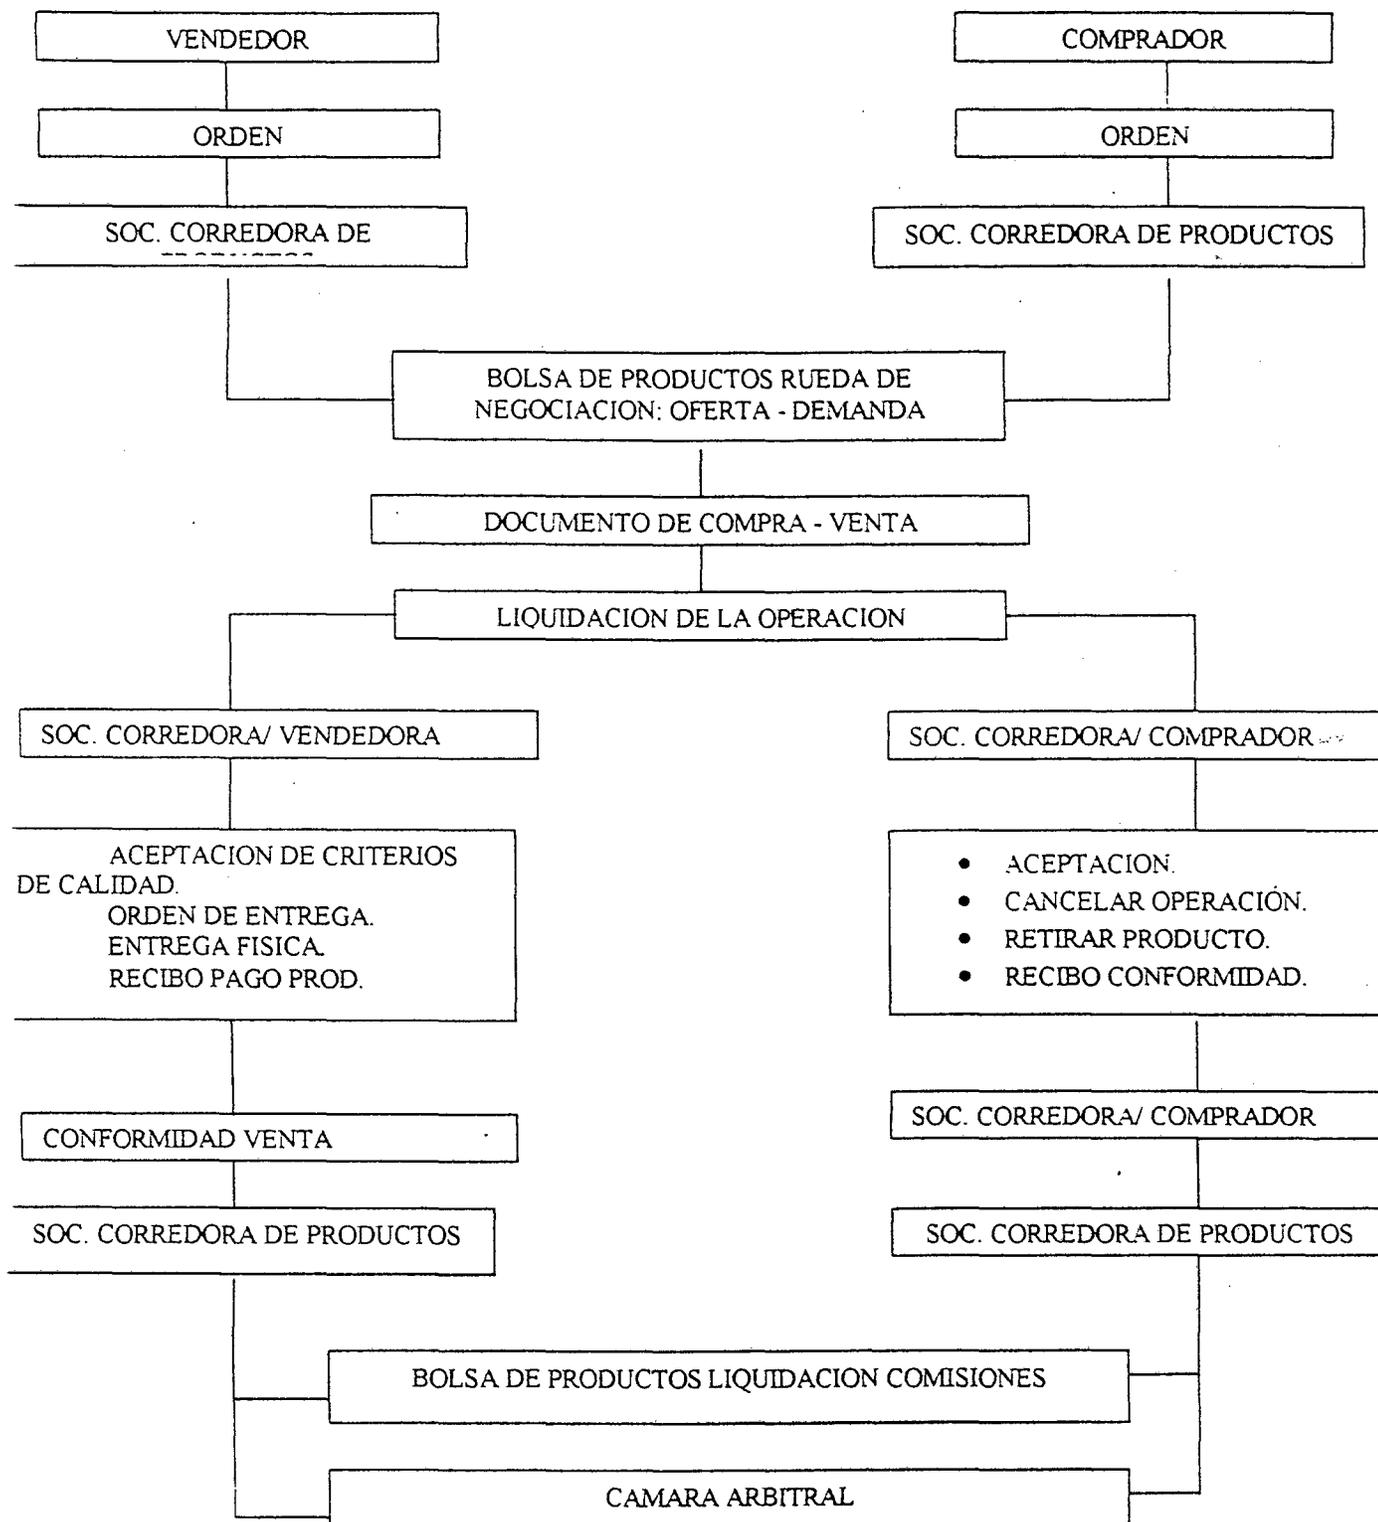 VENDEDOR
COMPRADOR
ORDEN
ORDEN
SOC. CORREDORA DE
SOC. CORREDORA DE PRODUCTOS
BOLSA DE PRODUCTOS RUEDA DE
NEGOCIACION: OFERTA - DEMANDA
DOCUMENTO DE COMPRA - VENTA
LIQUIDACION DE LA OPERACION
SOC. CORREDORA/ VENDEDORA
SOC. CORREDORA/ COMPRADOR
ACEPTACION DE CRITERIOS
DE CALIDAD.
ORDEN DE ENTREGA.
ENTREGA FISICA.
RECIBO PAGO PROD.
• ACEPTACION.
• CANCELAR OPERACIÓN.
• RETIRAR PRODUCTO.
• RECIBO CONFORMIDAD.
CONFORMIDAD VENTA
SOC. CORREDORA/ COMPRADOR
SOC. CORREDORA DE PRODUCTOS
SOC. CORREDORA DE PRODUCTOS
BOLSA DE PRODUCTOS LIQUIDACION COMISIONES
CAMARA ARBITRAL